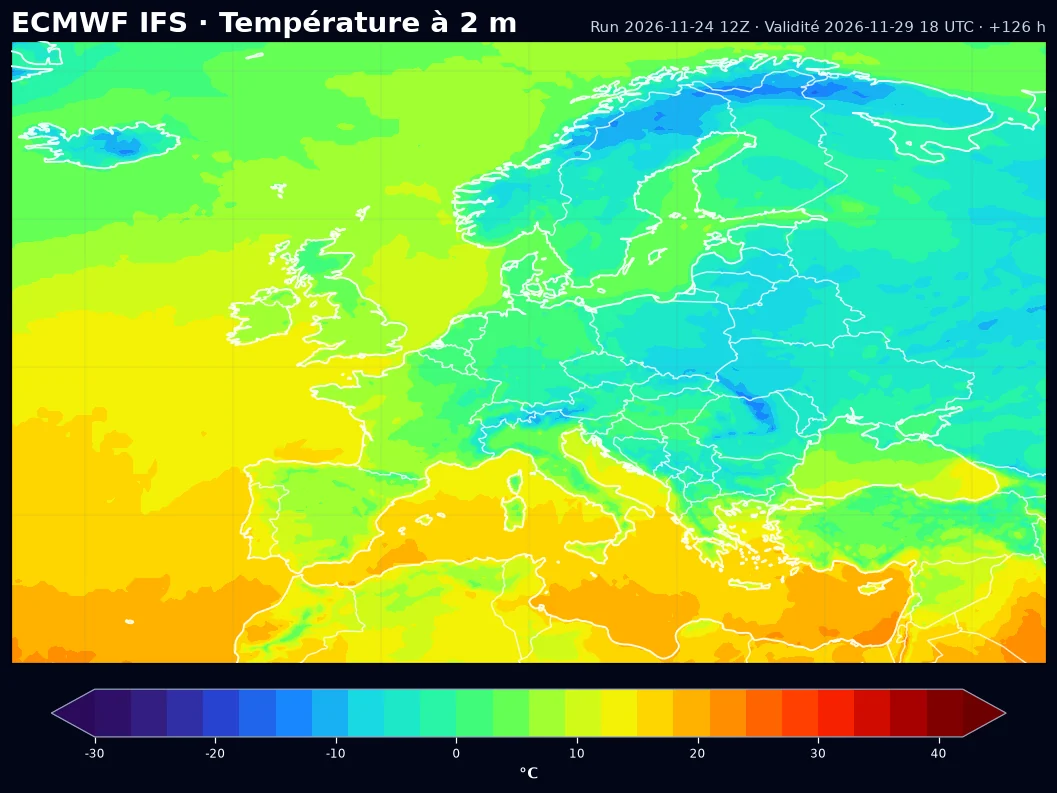 ECMWF IFS · Température à 2 m
Run 2026-11-24 12Z · Validité 2026-11-29 18 UTC · +126 h
-30 -20 -10 0 10 20 30 40
°C